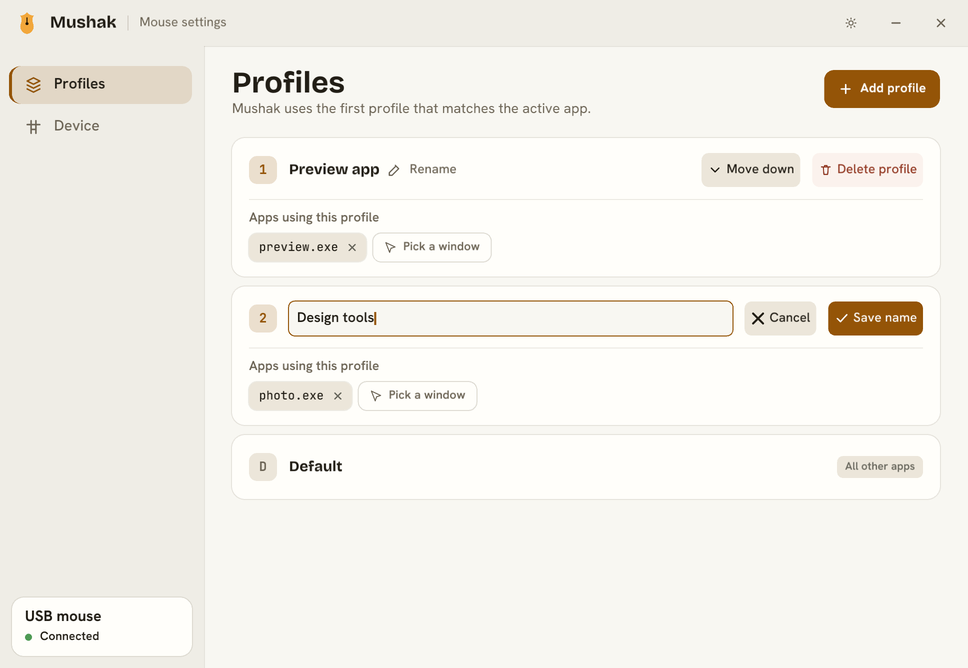 Mushak | Mouse settings
Profiles
Device
Profiles
Mushak uses the first profile that matches the active app.
+ Add profile
1 Preview app Rename Move down Delete profile
Apps using this profile
preview.exe × Pick a window
2 Design tools Cancel Save name
Apps using this profile
photo.exe × Pick a window
D Default All other apps
USB mouse
Connected